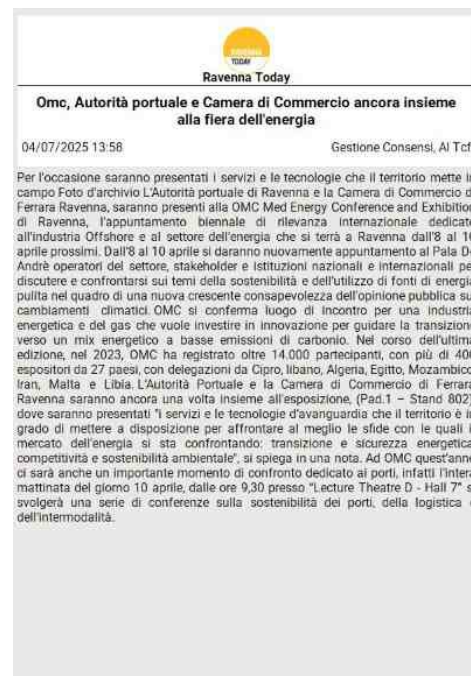 RAVENNA
TODAY
Ravenna Today
Omc, Autorità portuale e Camera di Commercio ancora insieme
alla fiera dell'energia
04/07/2025 13:58 Gestione Consensi, Al Tcf
Per l'occasione saranno presentati i servizi e le tecnologie che il territorio mette in
campo Foto d'archivio L'Autorità portuale di Ravenna e la Camera di Commercio d
Ferrara Ravenna, saranno presenti alla OMC Med Energy Conference and Exhibition
di Ravenna, l'appuntamento biennale di rilevanza internazionale dedicato
all'industria Offshore e al settore dell'energia che si terrà a Ravenna dall'8 al 10
aprile prossimi. Dall'8 al 10 aprile si daranno nuovamente appuntamento al Pala De
Andrè operatori del settore, stakeholder e istituzioni nazionali e internazionali pe
discutere e confrontarsi sui temi della sostenibilità e dell'utilizzo di fonti di energia
pulita nel quadro di una nuova crescente consapevolezza dell'opinione pubblica su
cambiamenti climatici. OMC si conferma luogo di incontro per una industria
energetica e del gas che vuole investire in innovazione per guidare la transizione
verso un mix energetico a basse emissioni di carbonio. Nel corso dell'ultima
edizione, nel 2023, OMC ha registrato oltre 14.000 partecipanti, con più di 400
espositori da 27 paesi, con delegazioni da Cipro, libano, Algeria, Egitto, Mozambico
Iran, Malta e Libia. L'Autorità Portuale e la Camera di Commercio di Ferrara
Ravenna saranno ancora una volta insieme all'esposizione, (Pad.1 – Stand 802)
dove saranno presentati "i servizi e le tecnologie d'avanguardia che il territorio è in
grado di mettere a disposizione per affrontare al meglio le sfide con le quali i
mercato dell'energia si sta confrontando: transizione e sicurezza energetica
competitività e sostenibilità ambientale", si spiega in una nota. Ad OMC quest'anno
ci sarà anche un importante momento di confronto dedicato ai porti, infatti l'intera
mattinata del giorno 10 aprile, dalle ore 9,30 presso "Lecture Theatre D - Hall 7" s
svolgerà una serie di conferenze sulla sostenibilità dei porti, della logistica e
dell'intermodalità.